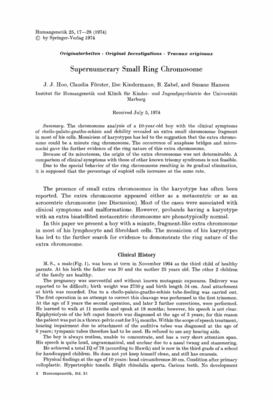 Humangenetik 25, 17—29 (1974)
© by Springer-Verlag 1974
Originalarbeiten · Original Investigations · Travaux originaux
Supernumerary Small Ring Chromosome
J. J. Hoo, Claudia Förster, Ilse Kindermann, B. Zabel, and Susanne Hansen
Institut für Humangenetik und Klinik für Kinder- und Jugendpsychiatrie der Universität
Marburg
Received July 5, 1974
Summary. The chromosome analysis of a 10-year-old boy with the clinical symptoms
of cheilo-palato-gnatho-schisis and debility revealed an extra small chromosome fragment
in most of his cells. Mosaicism of karyotypes has led to the suggestion that the extra chromo-
some could be a minute ring chromosome. The occurrence of anaphase bridges and micro-
nuclei gave the further evidence of the ring nature of this extra chromosome.
Because of its minuteness, the origin of the extra chromosome was not determinable. A
comparison of clinical symptoms with those of other known trisomy syndromes is not feasible.
Due to the special behavior of the ring chromosome resulting in its gradual elimination,
it is supposed that the percentage of euploid cells increases at the same rate.
The presence of small extra chromosomes in the karyotype has often been
reported. The extra chromosome appeared either as a metacentric or as an
acrocentric chromosome (see Discussion). Most of the cases were associated with
clinical symptoms and malformations. However, probands having a karyotype
with an extra bisatellited metacentric chromosome are phenotypically normal.
In this paper we present a boy with a minute, fragment-like extra chromosome
in most of his lymphocyte and fibroblast cells. The mosaicism of his karyotypes
has led to the further search for evidence to demonstrate the ring nature of the
extra chromosome.
Clinical History
M. S., a male (Fig. 1), was born at term in November 1964 as the third child of healthy
parents. At his birth the father was 30 and the mother 25 years old. The other 2 children
of the family are healthy.
The pregnancy was uneventful and without known mutagenic exposure. Delivery was
reported to be difficult; birth weight was 2750 g and birth length 54 cm. Anal attachment
at birth was recorded. Due to a cheilo-palato-gnatho-schisis tube-feeding was carried out.
The first operation in an attempt to correct this cleavage was performed in the first trimester.
At the age of 3 years the second operation, and later 2 further corrections, were performed.
He learned to walk at 11 months and speak at 18 months; however, his speech is not clear.
Epiphyseolysis of the left capus femoris was diagnosed at the age of 3 years; for this reason
the patient was put in a thorax-pelvic cast for 2½ months. Within the scope of speech treatment,
hearing impairment due to attachment of the auditive tubes was diagnosed at the age of
6 years; tympanic tubes therefore had to be used. He refused to use any hearing aids.
The boy is always restless, unable to concentrate, and has a very short attention span.
His speech is quite loud, ungrammatical, and unclear due to a nasal twang and stammering.
He achieved a total IQ of 79 (according to Hawik) and is now in the third grade of a school
for handicapped children. He does not yet keep himself clean, and still has enuresis.
Physical findings at the age of 10 years: head circumference 50 cm. Condition after primary
veloplastic. Hypertrophic tonsils. Slight rhinolalia aperta. Carious teeth. No development
2 Humangenetik, Bd. 25